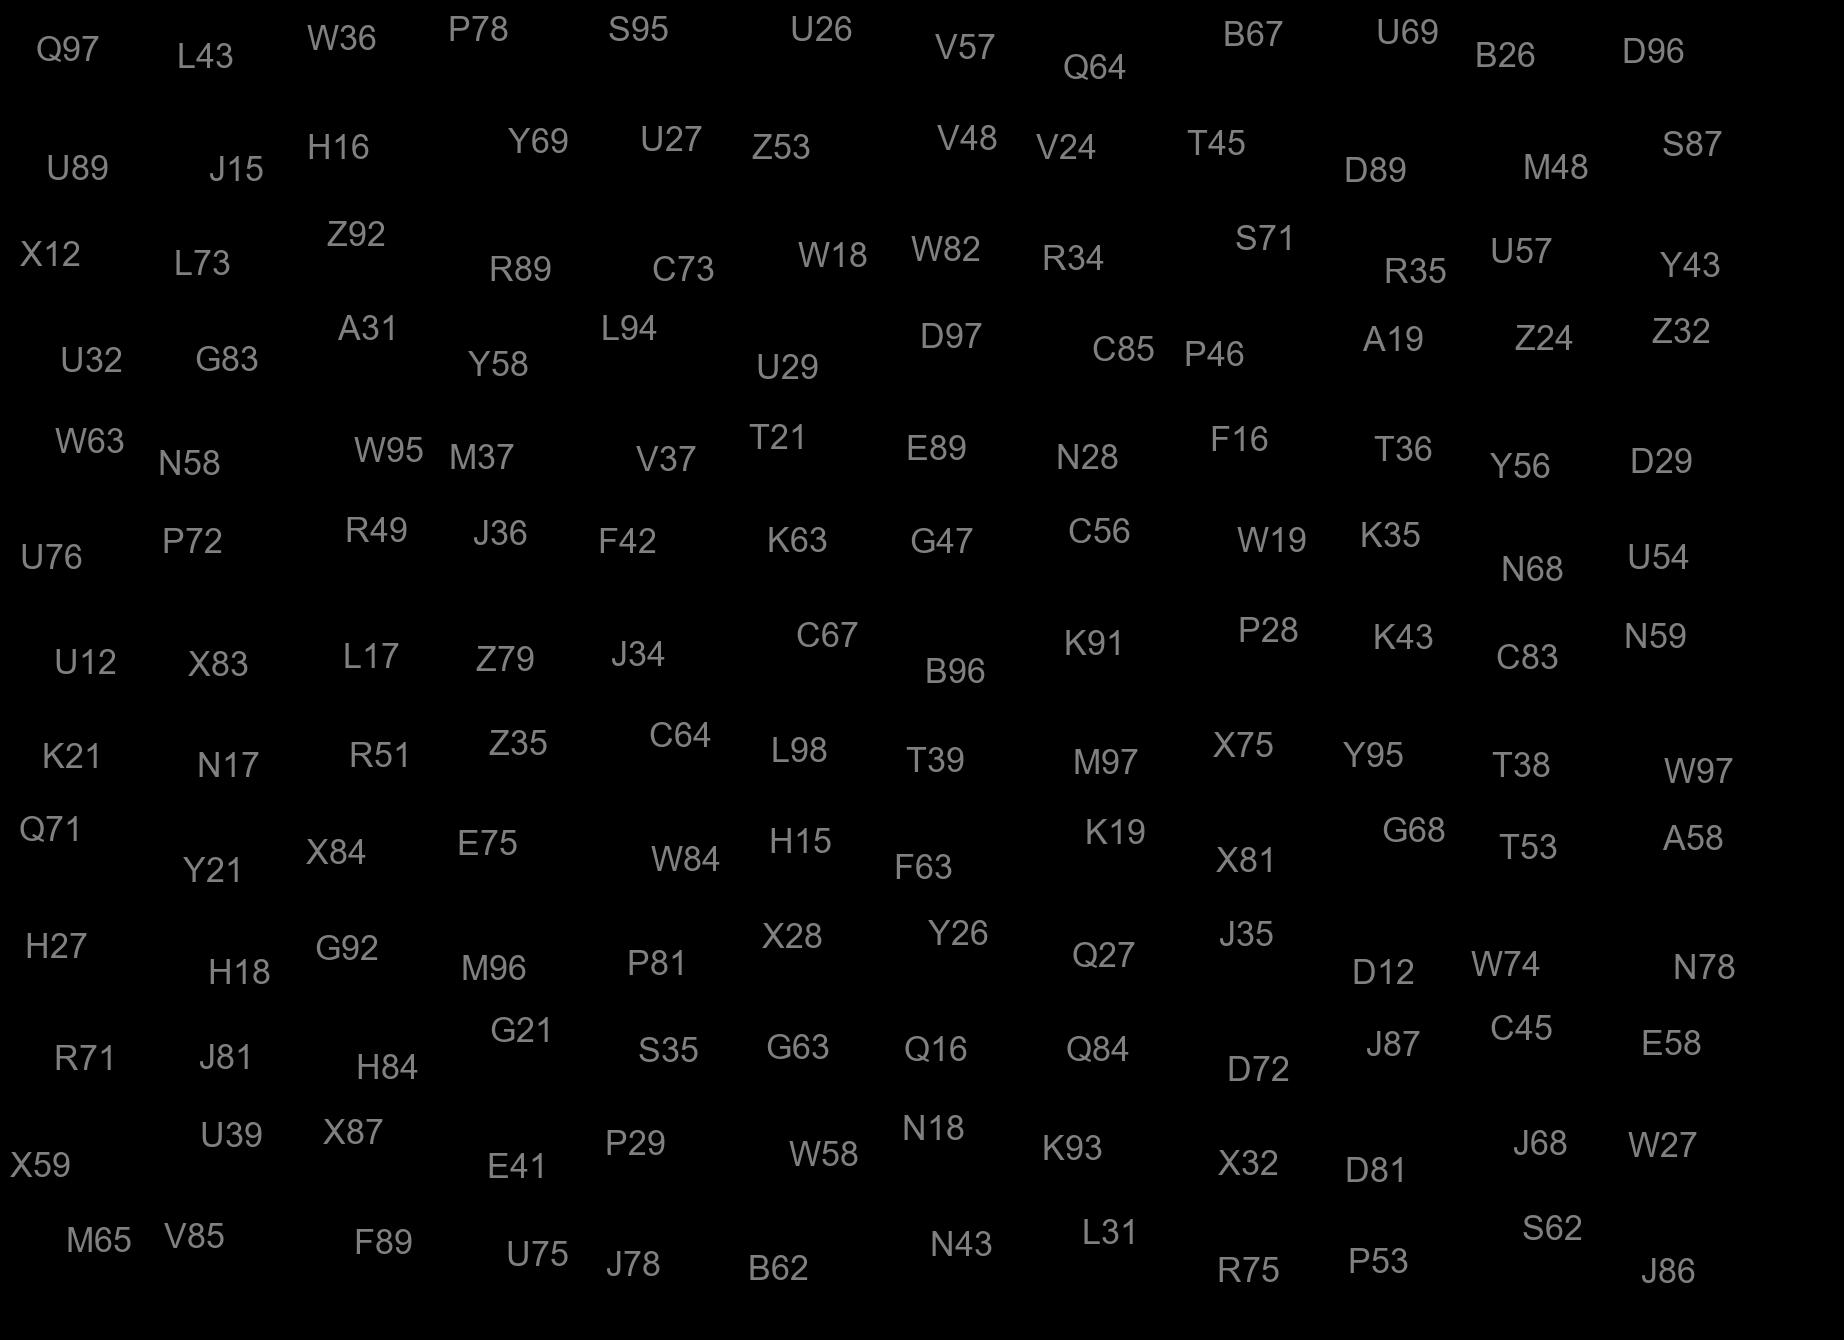 Q97 L43 W36 P78 S95 U26 V57 Q64 B67 U69 B26 D96
U89 J15 H16 Y69 U27 Z53 V48 V24 T45 D89 M48 S87
X12 L73 Z92 R89 C73 W18 W82 R34 S71 R35 U57 Y43
U32 G83 A31 Y58 L94 U29 D97 C85 P46 A19 Z24 Z32
W63 N58 W95 M37 V37 T21 E89 N28 F16 T36 Y56 D29
U76 P72 R49 J36 F42 K63 G47 C56 W19 K35 N68 U54
U12 X83 L17 Z79 J34 C67 B96 K91 P28 K43 C83 N59
K21 N17 R51 Z35 C64 L98 T39 M97 X75 Y95 T38 W97
Q71 Y21 X84 E75 W84 H15 F63 K19 X81 G68 T53 A58
H27 H18 G92 M96 P81 X28 Y26 Q27 J35 D12 W74 N78
R71 J81 H84 G21 S35 G63 Q16 Q84 D72 J87 C45 E58
X59 U39 X87 E41 P29 W58 N18 K93 X32 D81 J68 W27
M65 V85 F89 U75 J78 B62 N43 L31 R75 P53 S62 J86